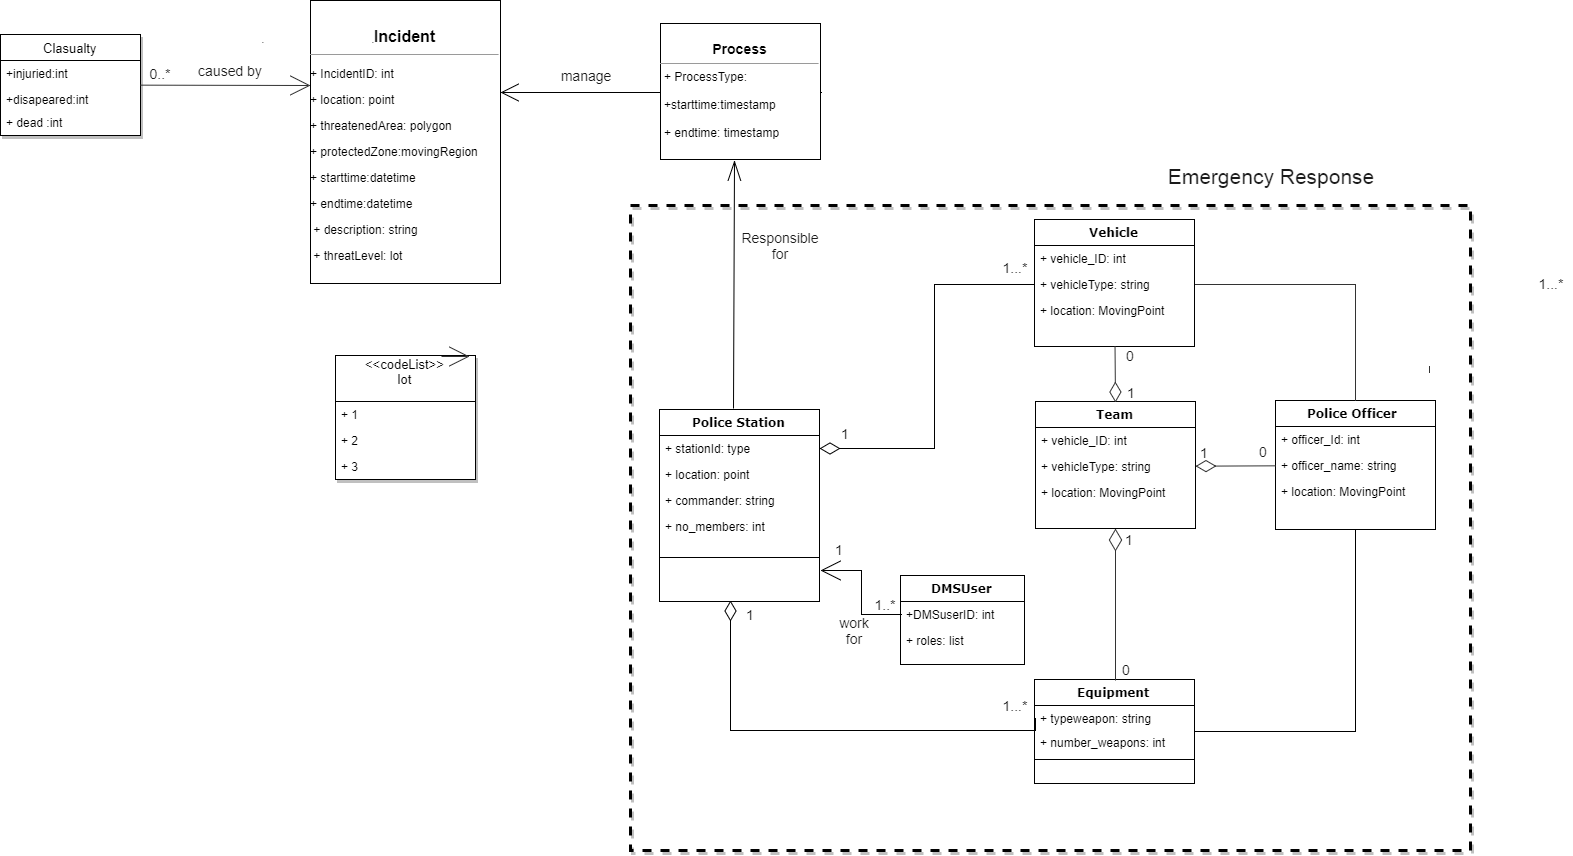 Clasualty
+injuried:int
+disapeared:int
+ dead :int
0..*
caused by
Incident
+ IncidentID: int
+ location: point
+ threatenedArea: polygon
+ protectedZone:movingRegion
+ starttime:datetime
+ endtime:datetime
+ description: string
+ threatLevel: lot
manage
Process
+ ProcessType:
+starttime:timestamp
+ endtime: timestamp
<<codeList>>
lot
+ 1
+ 2
+ 3
Emergency Response
Responsible
for
1...*
Vehicle
+ vehicle_ID: int
+ vehicleType: string
+ location: MovingPoint
1...*
0
1
Police Station
+ stationId: type
+ location: point
+ commander: string
+ no_members: int
1
Team
+ vehicle_ID: int
+ vehicleType: string
+ location: MovingPoint
1
0
Police Officer
+ officer_Id: int
+ officer_name: string
+ location: MovingPoint
1
1
1..*
work
for
DMSUser
+DMSuserID: int
+ roles: list
1
0
1...*
Equipment
+ typeweapon: string
+ number_weapons: int